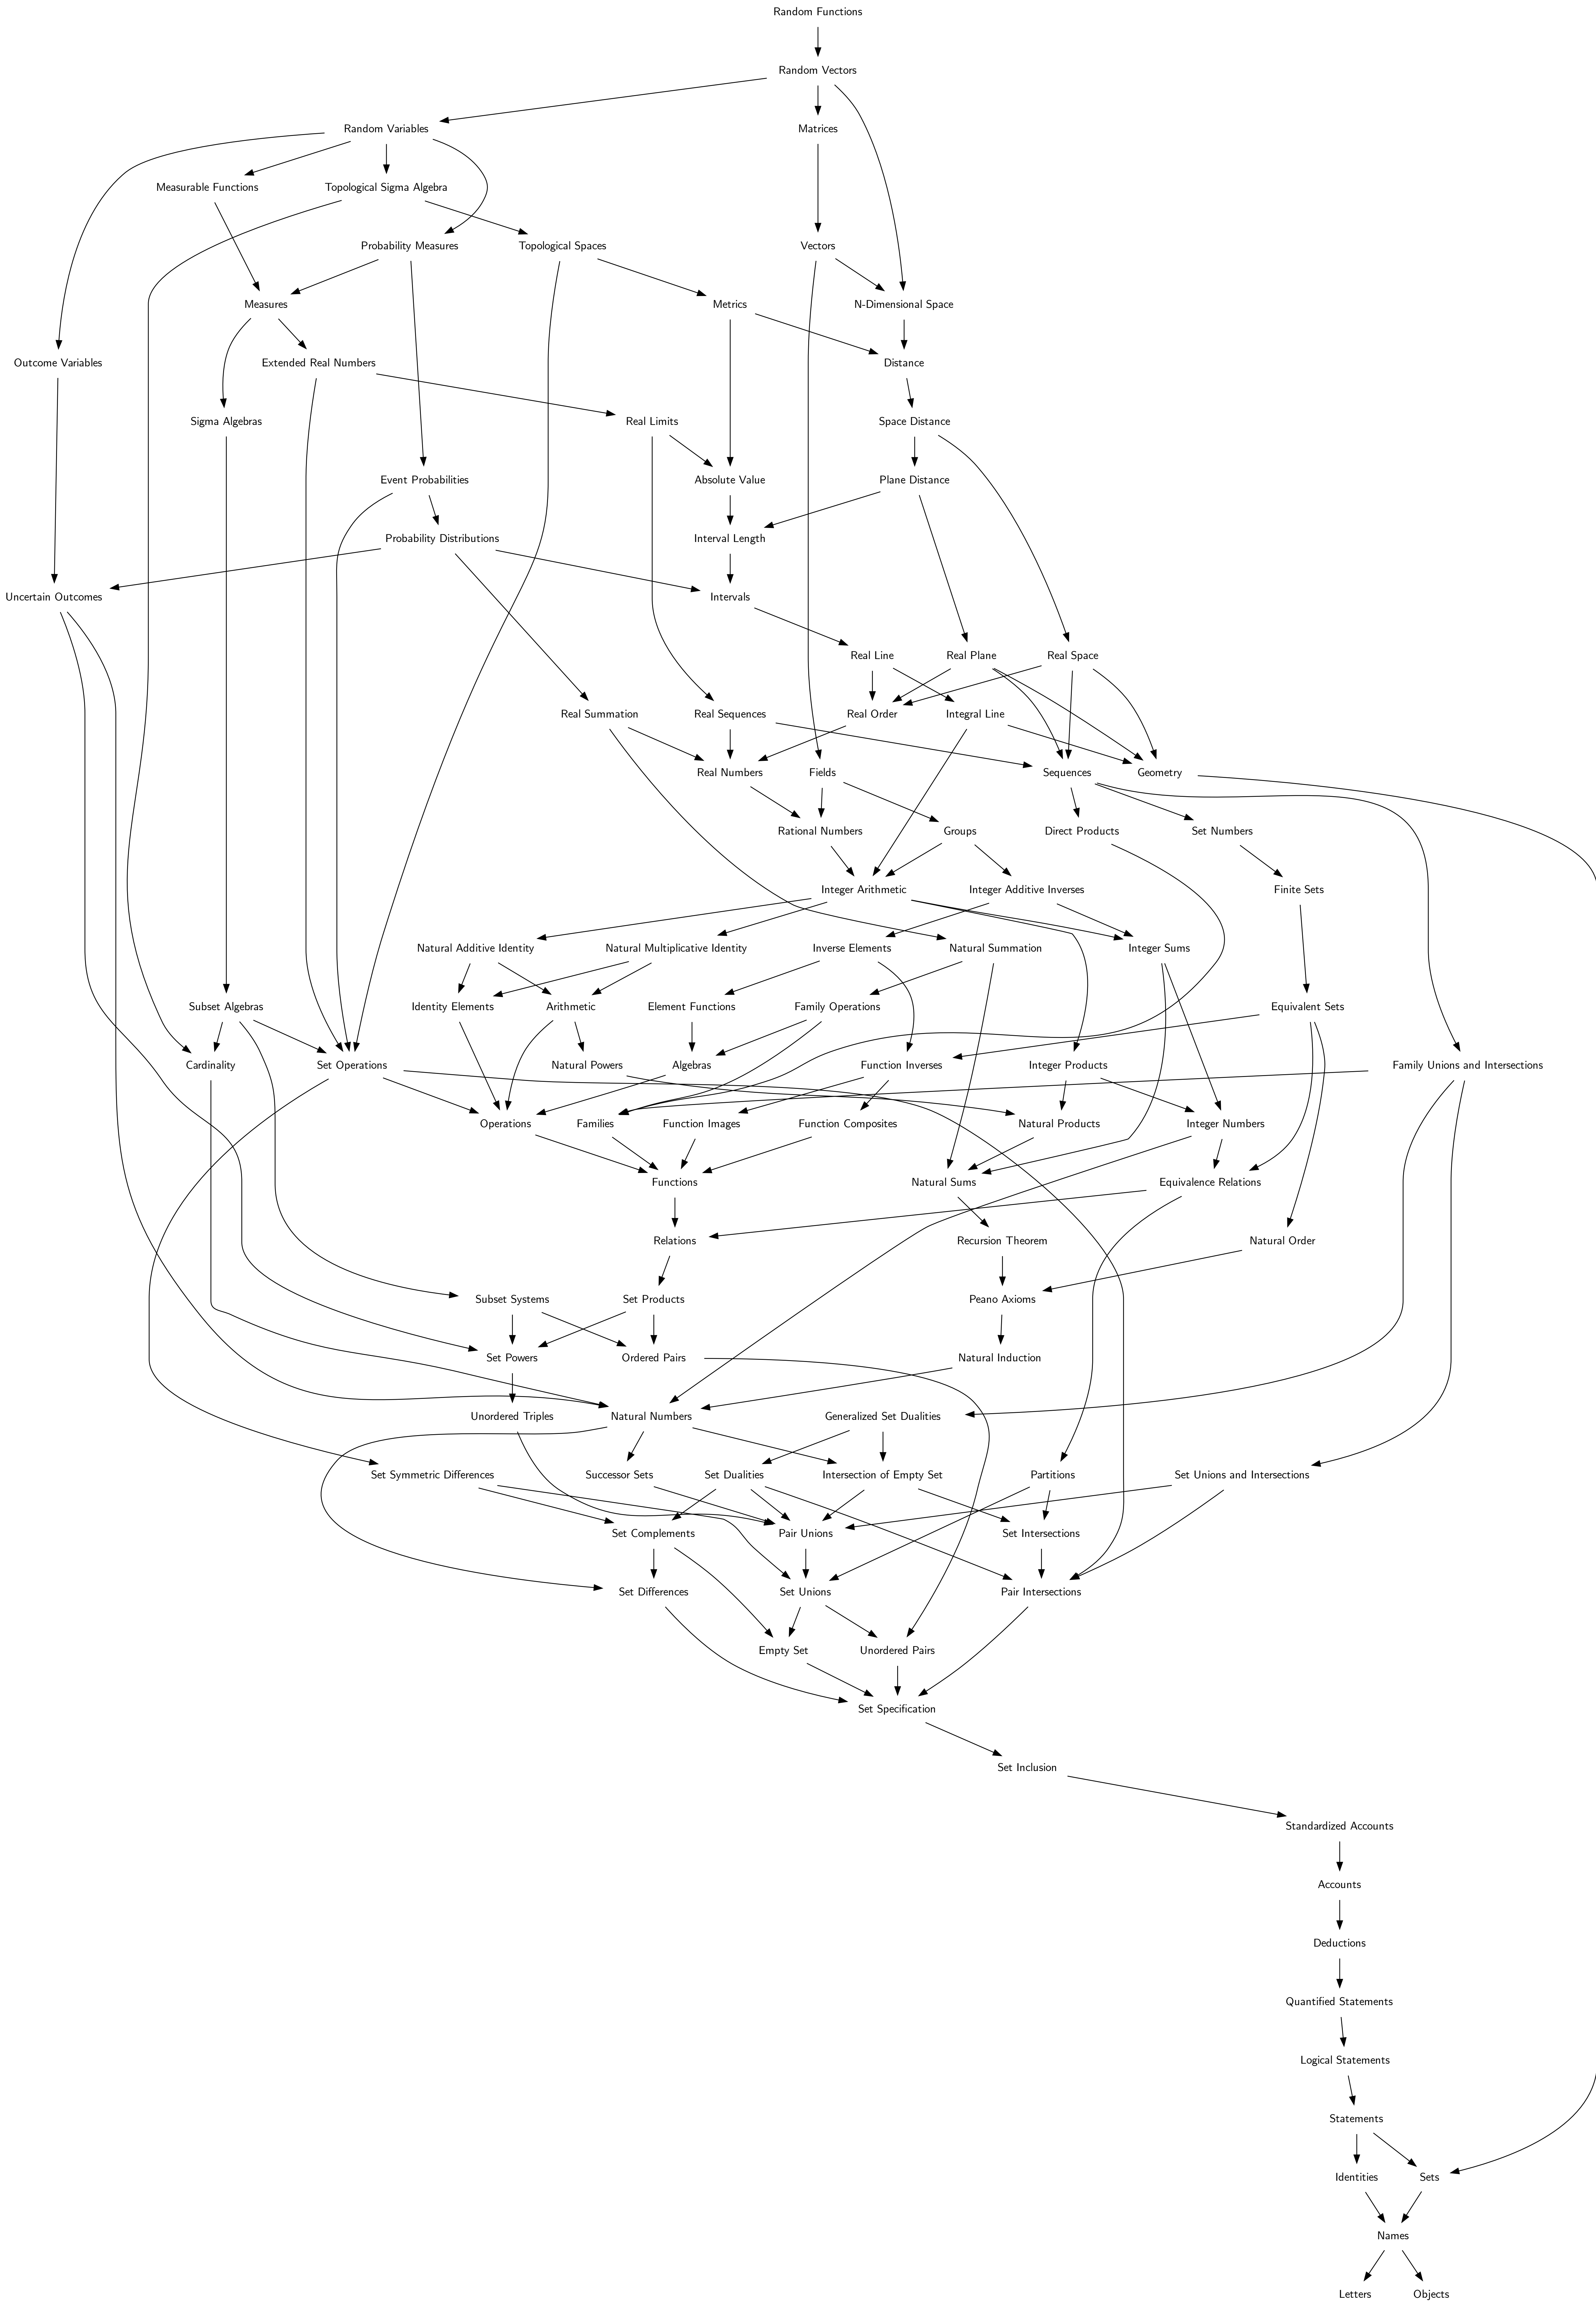 Random Functions
Random Vectors
Random Variables
Matrices
Measurable Functions
Topological Sigma Algebra
Probability Measures
Topological Spaces
Vectors
Measures
Metrics
N-Dimensional Space
Outcome Variables
Extended Real Numbers
Distance
Sigma Algebras
Real Limits
Space Distance
Event Probabilities
Absolute Value
Plane Distance
Probability Distributions
Interval Length
Uncertain Outcomes
Intervals
Real Line
Real Plane
Real Space
Real Summation
Real Sequences
Real Order
Integral Line
Real Numbers
Fields
Sequences
Geometry
Rational Numbers
Groups
Direct Products
Set Numbers
Integer Arithmetic
Integer Additive Inverses
Finite Sets
Natural Additive Identity
Natural Multiplicative Identity
Inverse Elements
Natural Summation
Integer Sums
Subset Algebras
Identity Elements
Arithmetic
Element Functions
Family Operations
Equivalent Sets
Cardinality
Set Operations
Natural Powers
Algebras
Function Inverses
Integer Products
Family Unions and Intersections
Operations
Families
Function Images
Function Composites
Natural Products
Integer Numbers
Functions
Natural Sums
Equivalence Relations
Relations
Recursion Theorem
Natural Order
Subset Systems
Set Products
Peano Axioms
Set Powers
Ordered Pairs
Natural Induction
Unordered Triples
Natural Numbers
Generalized Set Dualities
Set Symmetric Differences
Successor Sets
Set Dualities
Intersection of Empty Set
Partitions
Set Unions and Intersections
Set Complements
Pair Unions
Set Intersections
Set Differences
Set Unions
Pair Intersections
Empty Set
Unordered Pairs
Set Specification
Set Inclusion
Standardized Accounts
Accounts
Deductions
Quantified Statements
Logical Statements
Statements
Identities
Sets
Names
Letters
Objects